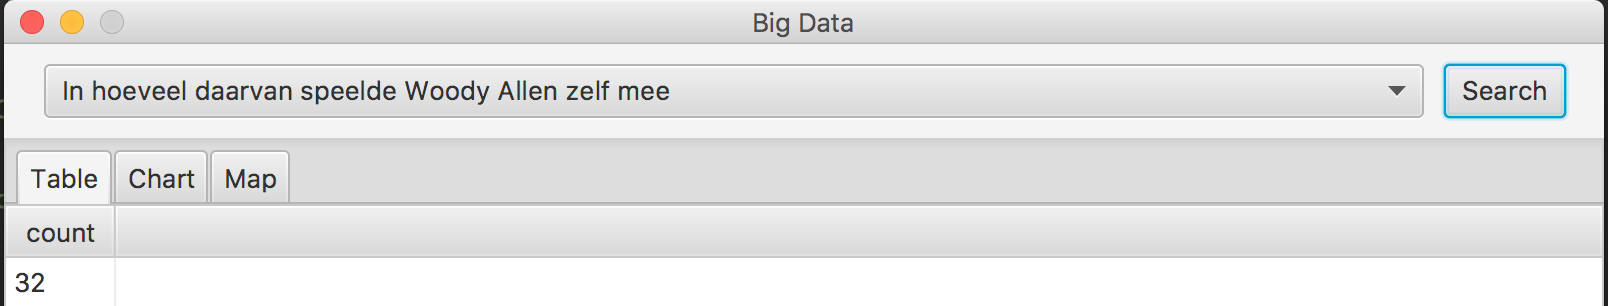 Big Data
In hoeveel daarvan speelde Woody Allen zelf mee Search
Table Chart Map
count
32